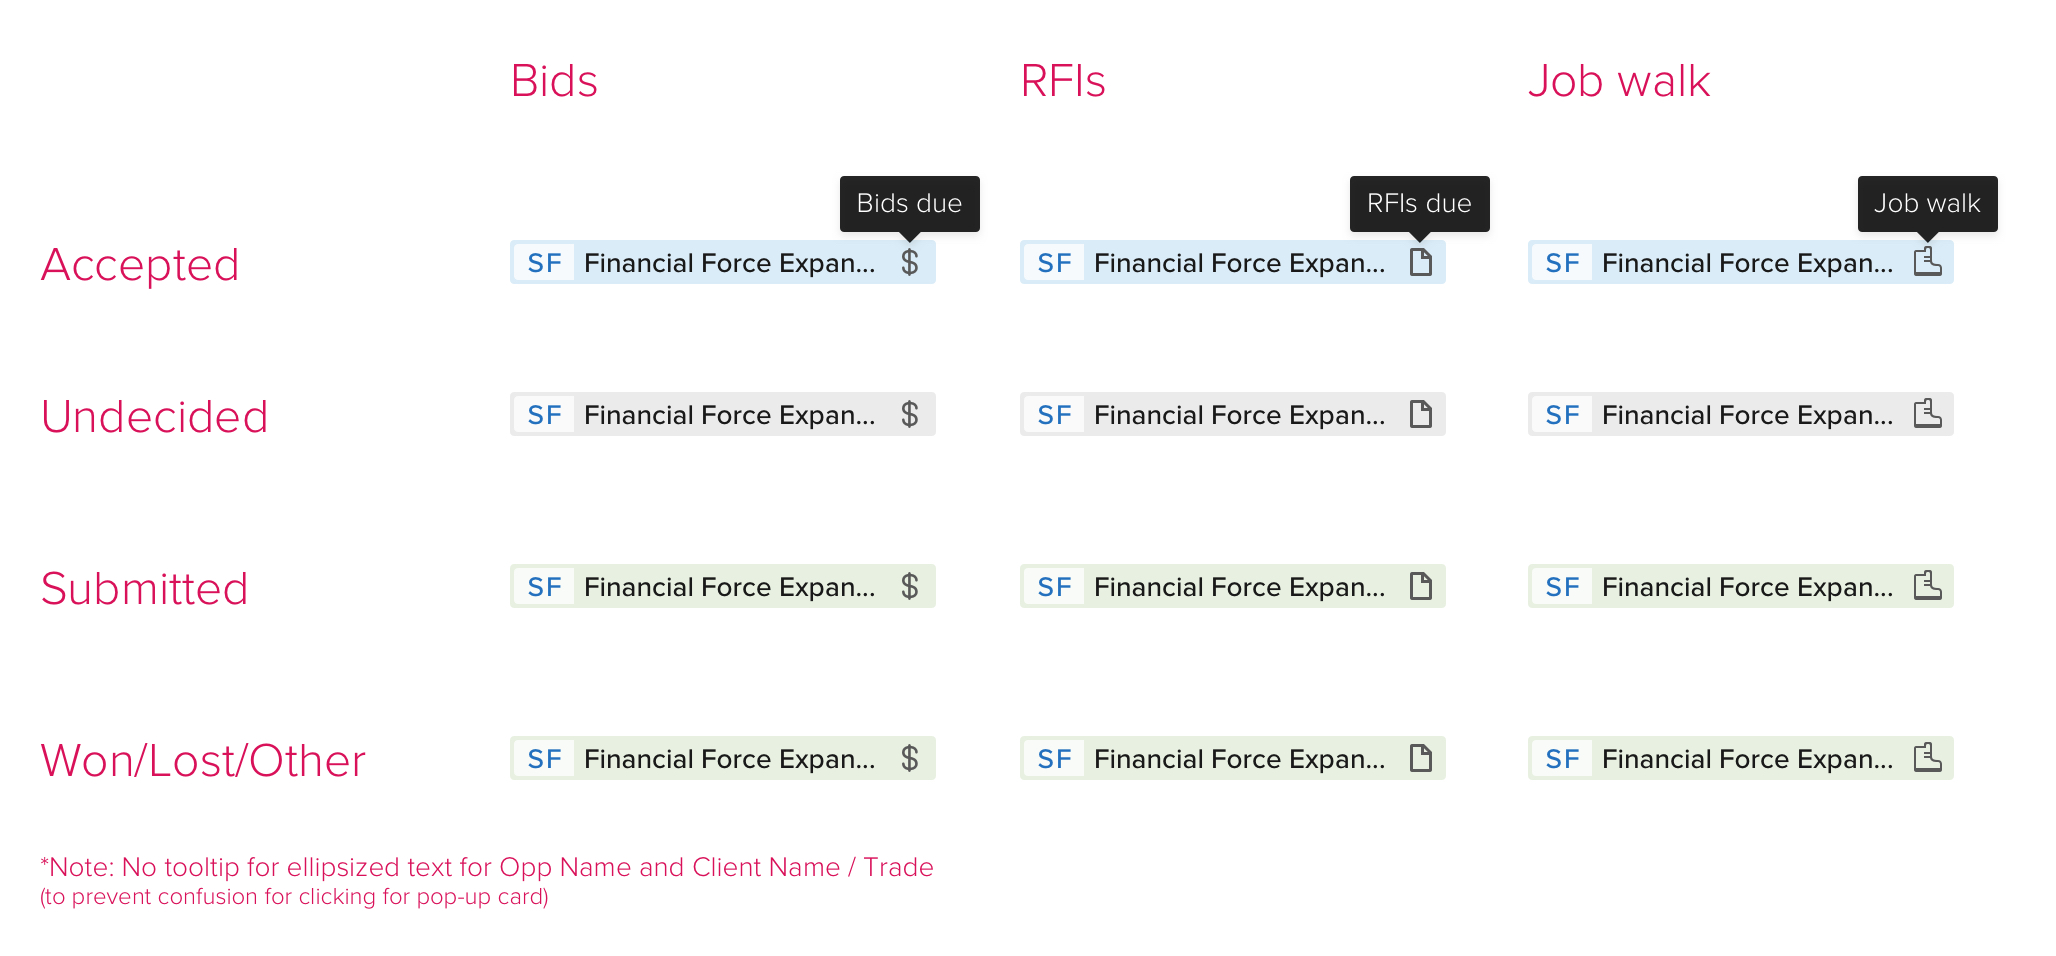 Bids RFIs Job walk
Bids due RFIs due Job walk
Accepted SF Financial Force Expan... $ SF Financial Force Expan... SF Financial Force Expan...
Undecided SF Financial Force Expan... $ SF Financial Force Expan... SF Financial Force Expan...
Submitted SF Financial Force Expan... $ SF Financial Force Expan... SF Financial Force Expan...
Won/Lost/Other SF Financial Force Expan... $ SF Financial Force Expan... SF Financial Force Expan...
*Note: No tooltip for ellipsized text for Opp Name and Client Name / Trade
(to prevent confusion for clicking for pop-up card)